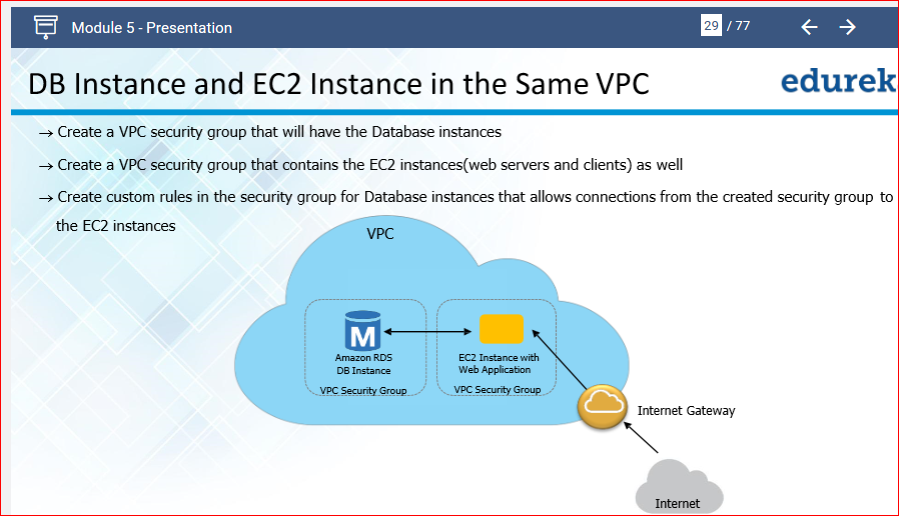 Module 5 - Presentation
29 / 77
DB Instance and EC2 Instance in the Same VPC
edurek
→ Create a VPC security group that will have the Database instances
→ Create a VPC security group that contains the EC2 instances(web servers and clients) as well
→ Create custom rules in the security group for Database instances that allows connections from the created security group to
the EC2 instances
VPC
M
Amazon RDS
DB Instance
VPC Security Group
EC2 Instance with
Web Application
VPC Security Group
Internet Gateway
Internet